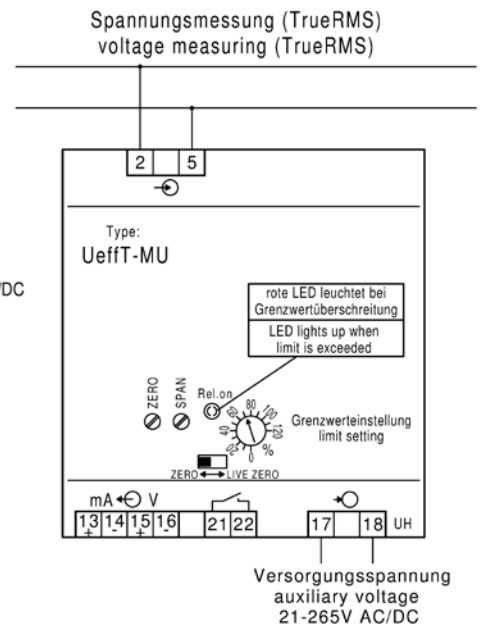 Spannungsmessung (TrueRMS)
voltage measuring (TrueRMS)
2 5
Type:
UeffT-MU
/DC
rote LED leuchtet bei
Grenzwertüberschreitung
LED lights up when
limit is exceeded
ZERO
SPAN
Rel.on
0 20 40 60 80 100 120
%
Grenzwerteinstellung
limit setting
ZERO LIVE ZERO
mA V
13 14 15 16 21 22 17 18 UH
+ - + -
Versorgungsspannung
auxiliary voltage
21-265V AC/DC